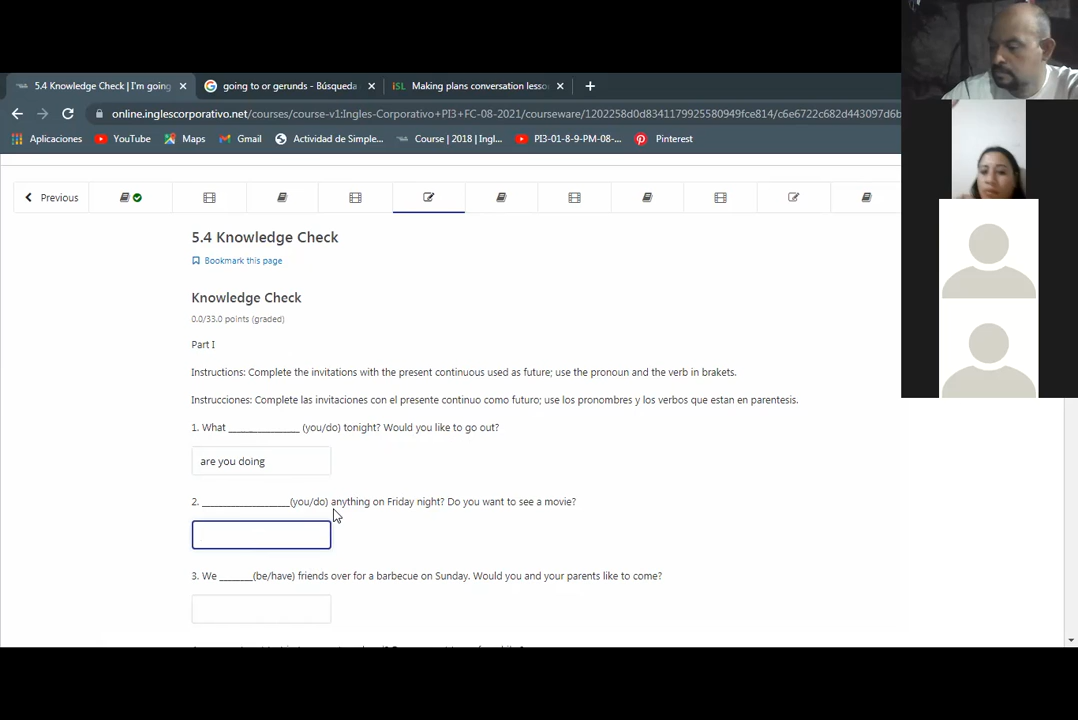 5.4 Knowledge Check | I'm going
going to or gerunds - Búsqueda
iSL Making plans conversation lesso
online.inglescorporativo.net/courses/course-v1:Ingles-Corporativo+PI3+FC-08-2021/courseware/1202258d0d8341179925580949fce814/c6e6722c682d443097d6b
Aplicaciones YouTube Maps Gmail Actividad de Simple... Course | 2018 | Ingl... PI3-01-8-9-PM-08-... Pinterest
Previous
5.4 Knowledge Check
Bookmark this page
Knowledge Check
0.0/33.0 points (graded)
Part I
Instructions: Complete the invitations with the present continuous used as future; use the pronoun and the verb in brakets.
Instrucciones: Complete las invitaciones con el presente continuo como futuro; use los pronombres y los verbos que estan en parentesis.
1. What _______________ (you/do) tonight? Would you like to go out?
are you doing
2. __________________(you/do) anything on Friday night? Do you want to see a movie?
3. We _______(be/have) friends over for a barbecue on Sunday. Would you and your parents like to come?